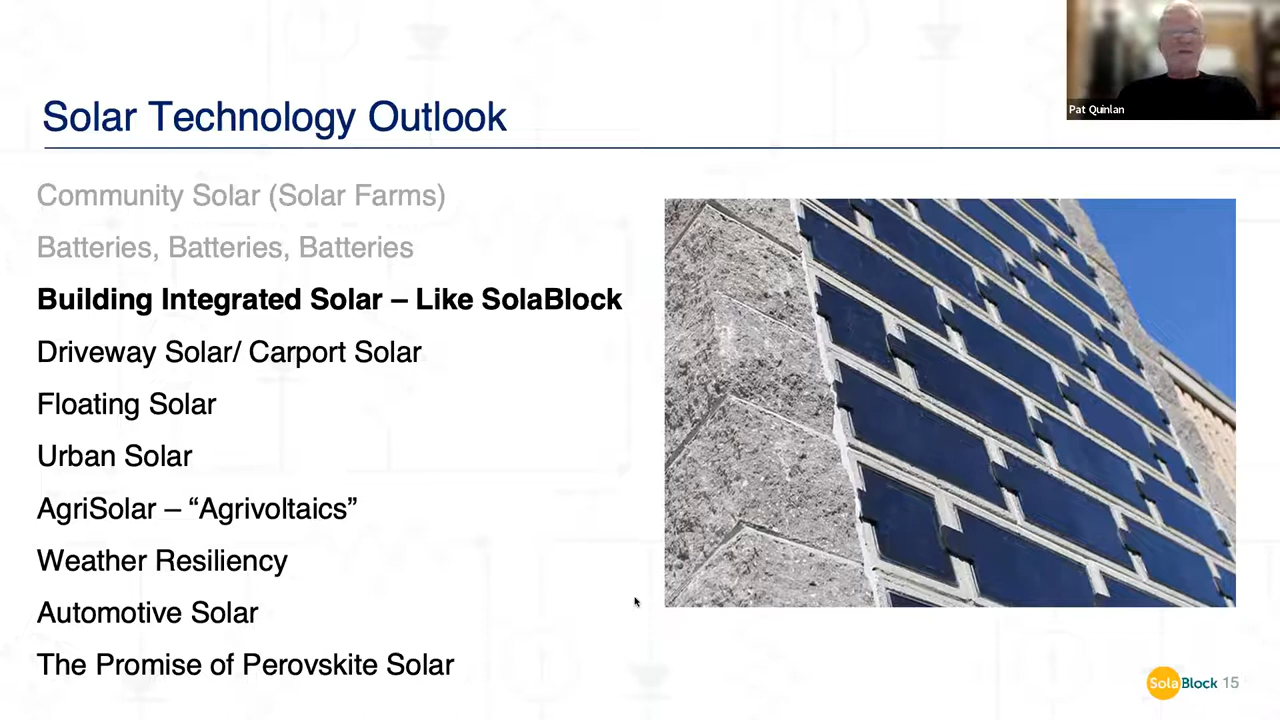 Pat Quinlan
Solar Technology Outlook
Community Solar (Solar Farms)
Batteries, Batteries, Batteries
Building Integrated Solar – Like SolaBlock
Driveway Solar/ Carport Solar
Floating Solar
Urban Solar
AgriSolar – “Agrivoltaics”
Weather Resiliency
Automotive Solar
The Promise of Perovskite Solar
SolaBlock 15